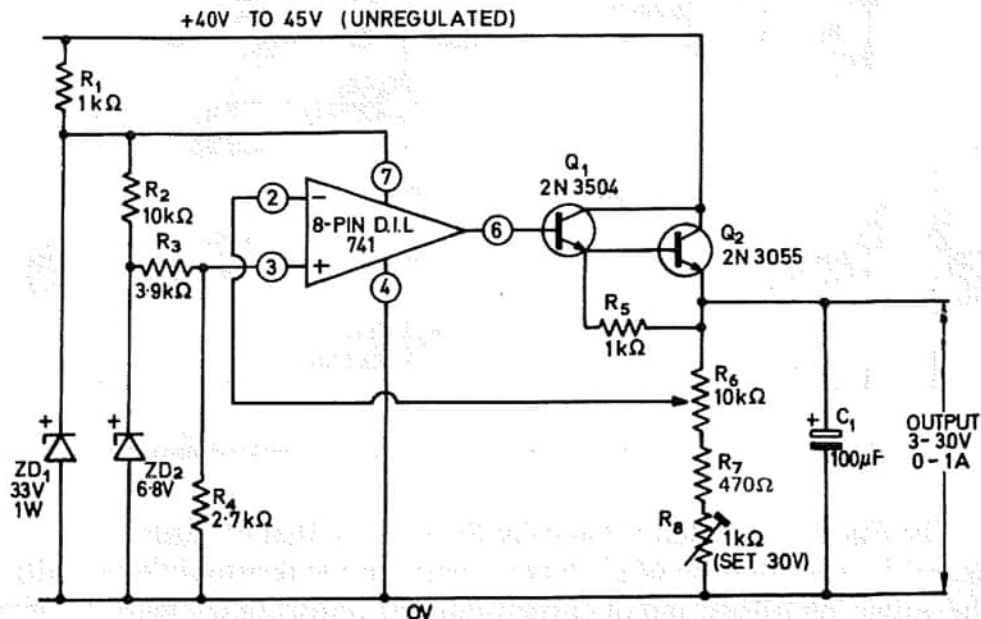 +40V TO 45V (UNREGULATED)
R1
1kΩ
R2
10kΩ
R3
3·9kΩ
2
3
7
8-PIN D.I.L
741
4
6
Q1
2N 3504
Q2
2N 3055
R5
1kΩ
R6
10kΩ
R7
470Ω
R8
1kΩ
(SET 30V)
+
C1
100µF
OUTPUT
3-30V
0-1A
+
ZD1
33V
1W
+
ZD2
6·8V
R4
2·7kΩ
0V